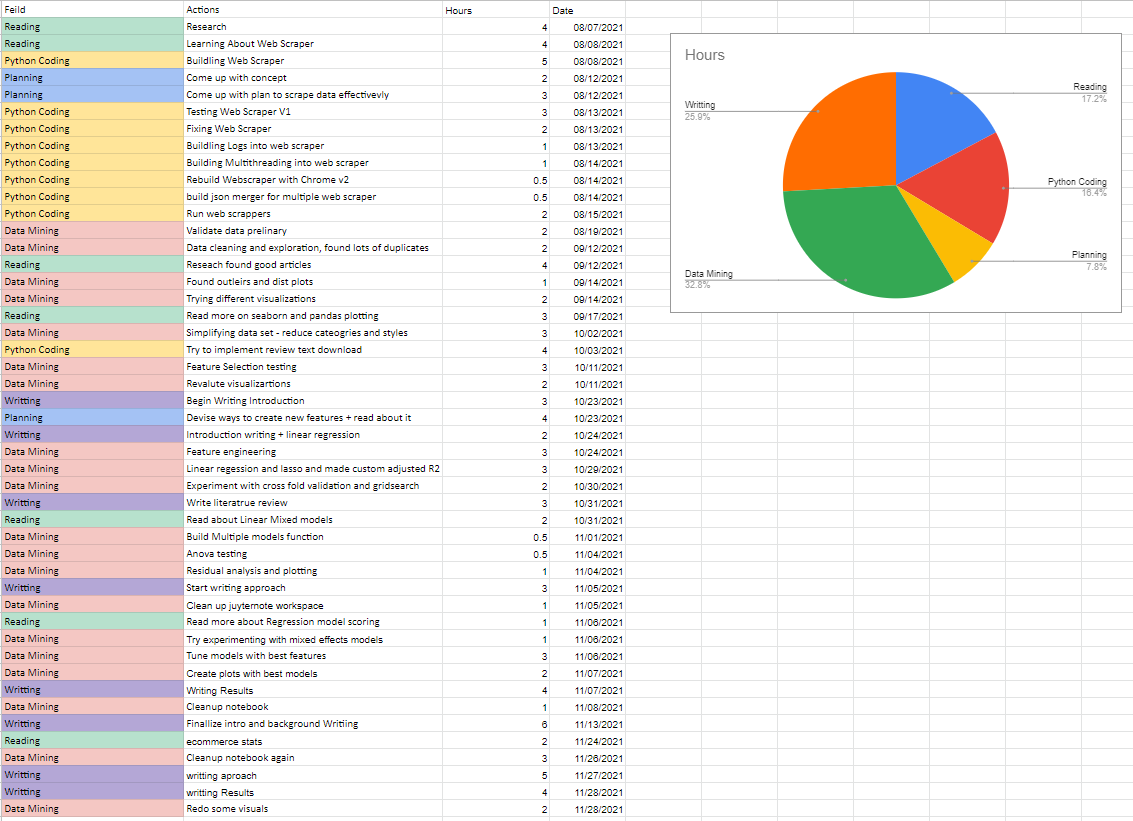 Feild Actions Hours Date
Reading Research 4 08/07/2021
Reading Learning About Web Scraper 4 08/08/2021
Python Coding Buildling Web Scraper 5 08/08/2021
Planning Come up with concept 2 08/12/2021
Planning Come up with plan to scrape data effectivevly 3 08/12/2021
Python Coding Testing Web Scraper V1 3 08/13/2021
Python Coding Fixing Web Scraper 2 08/13/2021
Python Coding Buildling Logs into web scraper 1 08/13/2021
Python Coding Building Multithreading into web scraper 1 08/14/2021
Python Coding Rebuild Webscraper with Chrome v2 0.5 08/14/2021
Python Coding build json merger for multiple web scraper 0.5 08/14/2021
Python Coding Run web scrappers 2 08/15/2021
Data Mining Validate data prelinary 2 08/19/2021
Data Mining Data cleaning and exploration, found lots of duplicates 2 09/12/2021
Reading Reseach found good articles 4 09/12/2021
Data Mining Found outleirs and dist plots 1 09/14/2021
Data Mining Trying different visualizations 2 09/14/2021
Reading Read more on seaborn and pandas plotting 3 09/17/2021
Data Mining Simplifying data set - reduce cateogries and styles 3 10/02/2021
Python Coding Try to implement review text download 4 10/03/2021
Data Mining Feature Selection testing 3 10/11/2021
Data Mining Revalute visualizartions 2 10/11/2021
Writting Begin Writing Introduction 3 10/23/2021
Planning Devise ways to create new features + read about it 4 10/23/2021
Writting Introduction writing + linear regression 2 10/24/2021
Data Mining Feature engineering 3 10/24/2021
Data Mining Linear regession and lasso and made custom adjusted R2 3 10/29/2021
Data Mining Experiment with cross fold validation and gridsearch 2 10/30/2021
Writting Write literatrue review 3 10/31/2021
Reading Read about Linear Mixed models 2 10/31/2021
Data Mining Build Multiple models function 0.5 11/01/2021
Data Mining Anova testing 0.5 11/04/2021
Data Mining Residual analysis and plotting 1 11/04/2021
Writting Start writing approach 3 11/05/2021
Data Mining Clean up juyternote workspace 1 11/05/2021
Reading Read more about Regression model scoring 1 11/06/2021
Data Mining Try experimenting with mixed effects models 1 11/06/2021
Data Mining Tune models with best features 3 11/06/2021
Data Mining Create plots with best models 2 11/07/2021
Writting Writing Results 4 11/07/2021
Data Mining Cleanup notebook 1 11/08/2021
Writting Finallize intro and background Writiing 6 11/13/2021
Reading ecommerce stats 2 11/24/2021
Data Mining Cleanup notebook again 3 11/26/2021
Writting writting aproach 5 11/27/2021
Writting writting Results 4 11/28/2021
Data Mining Redo some visuals 2 11/28/2021
Hours
Reading
17.2%
Writting
25.9%
Python Coding
16.4%
Planning
7.8%
Data Mining
32.8%